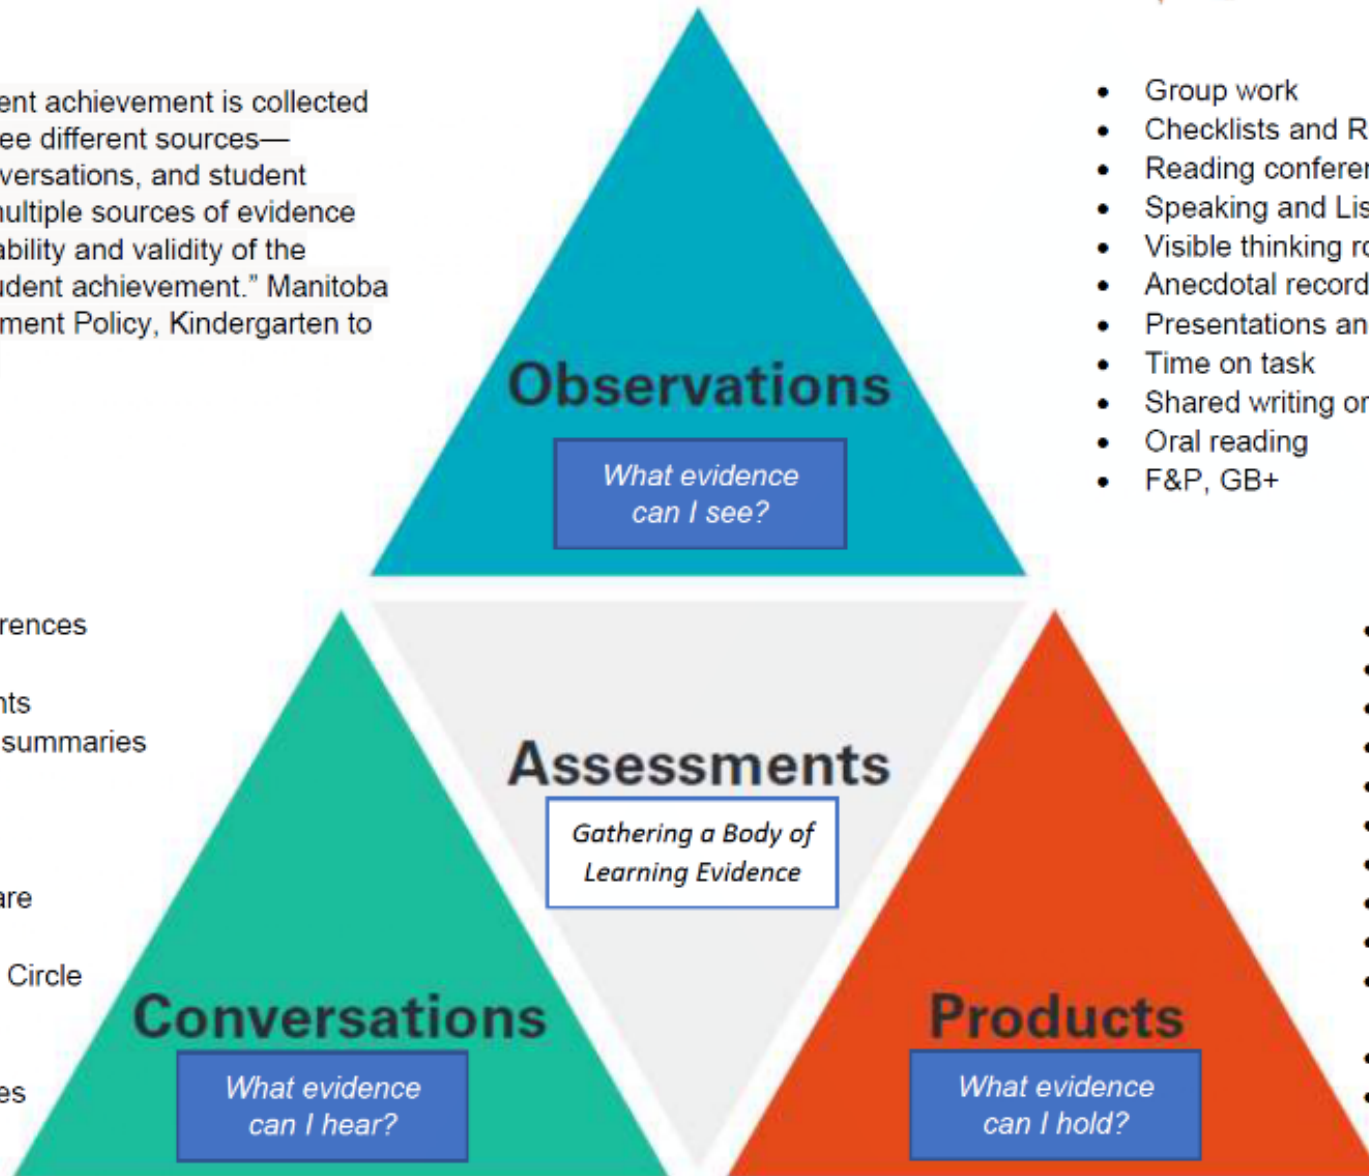 ent achievement is collected
ee different sources—
versations, and student
multiple sources of evidence
ability and validity of the
udent achievement.” Manitoba
ment Policy, Kindergarten to
• Group work
• Checklists and R
• Reading conferen
• Speaking and Lis
• Visible thinking ro
• Anecdotal record
• Presentations an
• Time on task
• Shared writing or
• Oral reading
• F&P, GB+
Observations
What evidence
can I see?
rences
nts
summaries
are
Circle
es
Assessments
Gathering a Body of
Learning Evidence
Conversations
What evidence
can I hear?
Products
What evidence
can I hold?